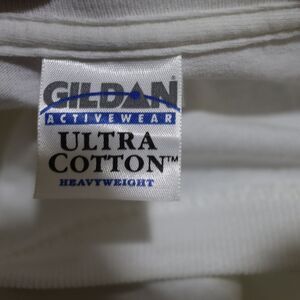 GILDAN®
ACTIVEWEAR
ULTRA
COTTON™
HEAVYWEIGHT